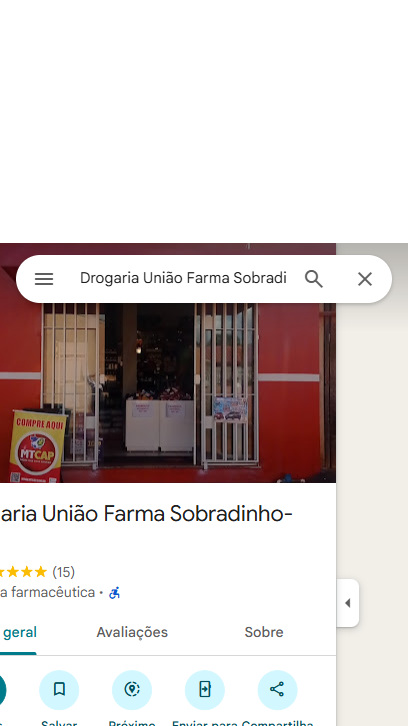 Drogaria União Farma Sobradi
COMPRE AQUI
MTCAP
aria União Farma Sobradinho-
(15)
a farmacêutica ·
geral
Avaliações
Sobre
Salvar
Próximo
Enviar para
Compartilhar